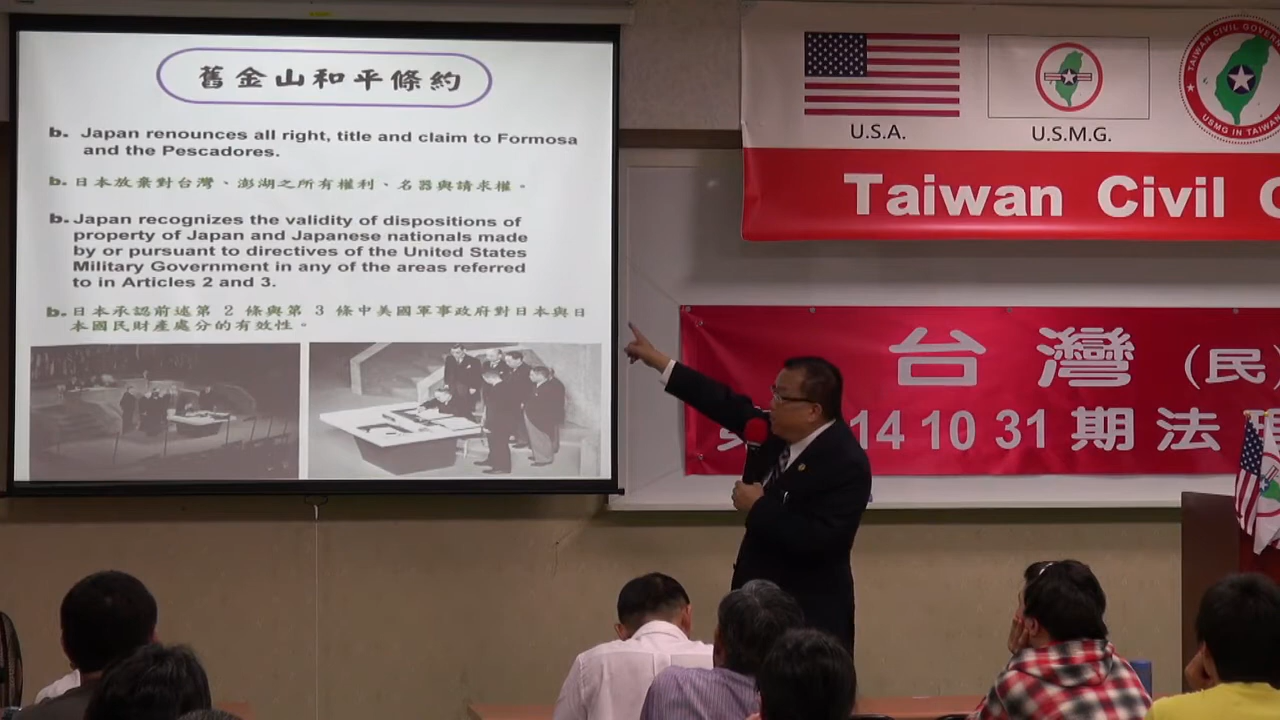 舊金山和平條約
b. Japan renounces all right, title and claim to Formosa
and the Pescadores.
b. 日本放棄對台灣、澎湖之所有權利、名器與請求權。
b. Japan recognizes the validity of dispositions of
property of Japan and Japanese nationals made
by or pursuant to directives of the United States
Military Government in any of the areas referred
to in Articles 2 and 3.
b. 日本承認前述第 2 條與第 3 條中美國軍事政府對日本與日
本國民財產處分的有效性。
U.S.A.
U.S.M.G.
TAIWAN CIVIL
USMG IN TAIWAN
Taiwan Civil
台灣(民
14 10 31 期法